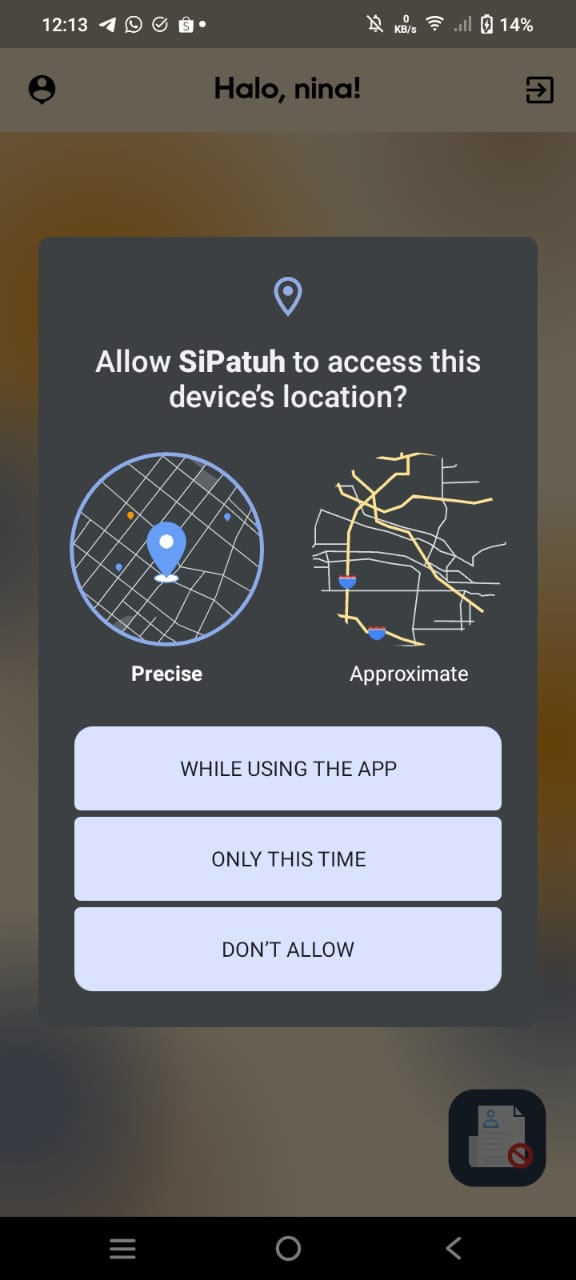 12:13 0 KB/s 14%
Halo, nina!
Allow SiPatuh to access this
device's location?
Precise Approximate
WHILE USING THE APP
ONLY THIS TIME
DON'T ALLOW